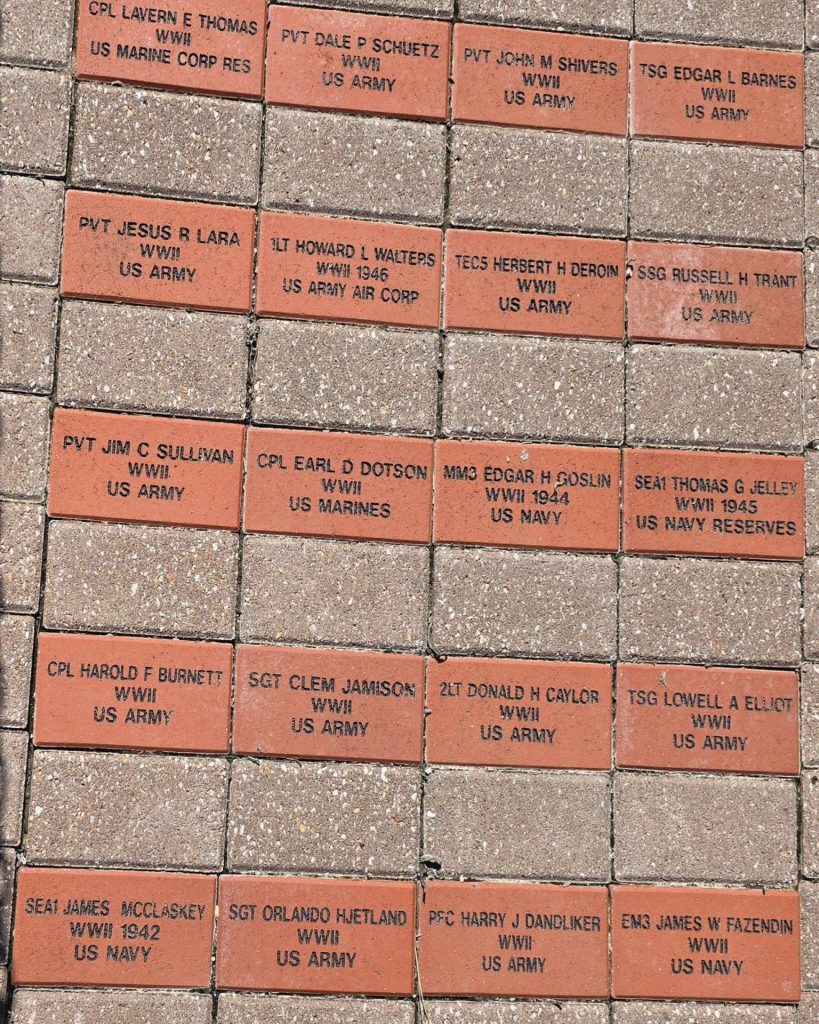 CPL LAVERN E THOMAS
WWII
US MARINE CORP RES
PVT DALE P SCHUETZ
WWII
US ARMY
PVT JOHN M SHIVERS
WWII
US ARMY
TSG EDGAR L BARNES
WWII
US ARMY
PVT JESUS R LARA
WWII
US ARMY
1LT HOWARD L WALTERS
WWII 1946
US ARMY AIR CORP
TEC5 HERBERT H DEROIN
WWII
US ARMY
SSG RUSSELL H TRANT
WWII
US ARMY
PVT JIM C SULLIVAN
WWII
US ARMY
CPL EARL D DOTSON
WWII
US MARINES
MM3 EDGAR H GOSLIN
WWII 1944
US NAVY
SEA1 THOMAS G JELLEY
WWII 1945
US NAVY RESERVES
CPL HAROLD F BURNETT
WWII
US ARMY
SGT CLEM JAMISON
WWII
US ARMY
2LT DONALD H CAYLOR
WWII
US ARMY
TSG LOWELL A ELLIOT
WWII
US ARMY
SEA1 JAMES MCCLASKEY
WWII 1942
US NAVY
SGT ORLANDO HJETLAND
WWII
US ARMY
PFC HARRY J DANDLIKER
WWII
US ARMY
EM3 JAMES W FAZENDIN
WWII
US NAVY